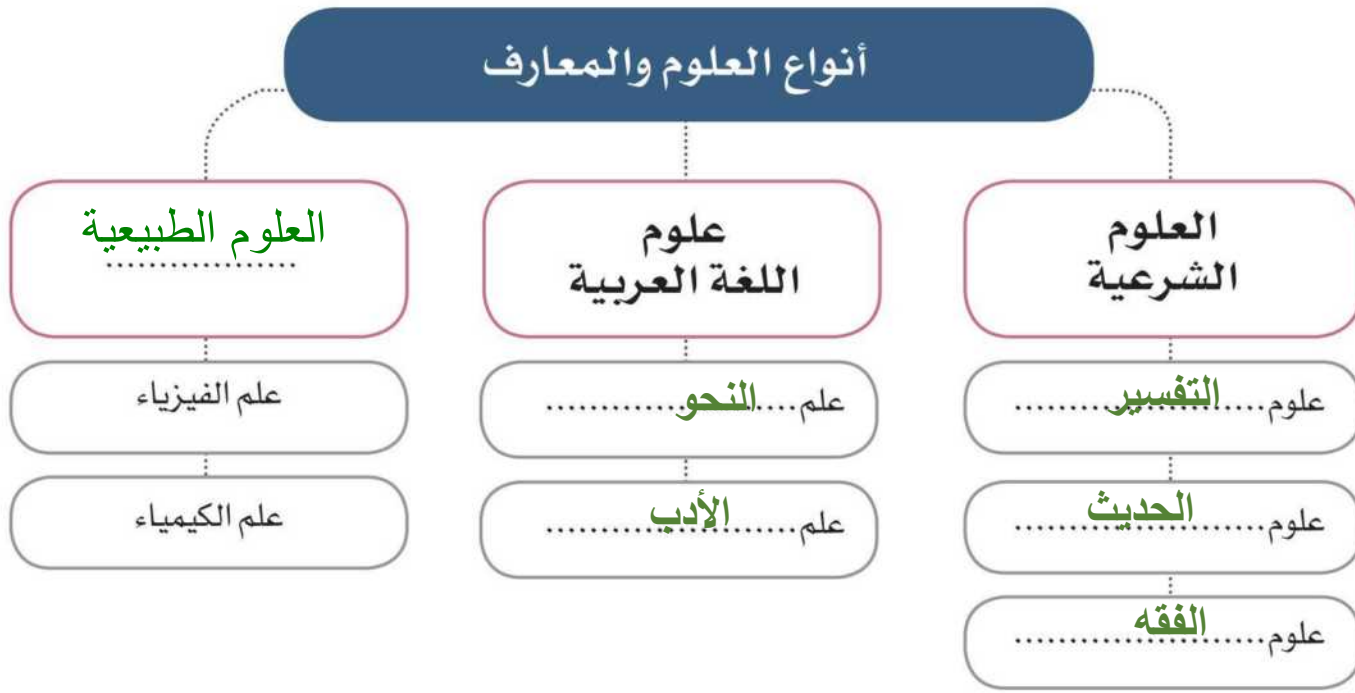 أنواع العلوم والمعارف
العلوم
الشرعية
علوم التفسير
علوم الحديث
علوم الفقه
علوم
اللغة العربية
علم النحو
علم الأدب
العلوم الطبيعية
علم الفيزياء
علم الكيمياء